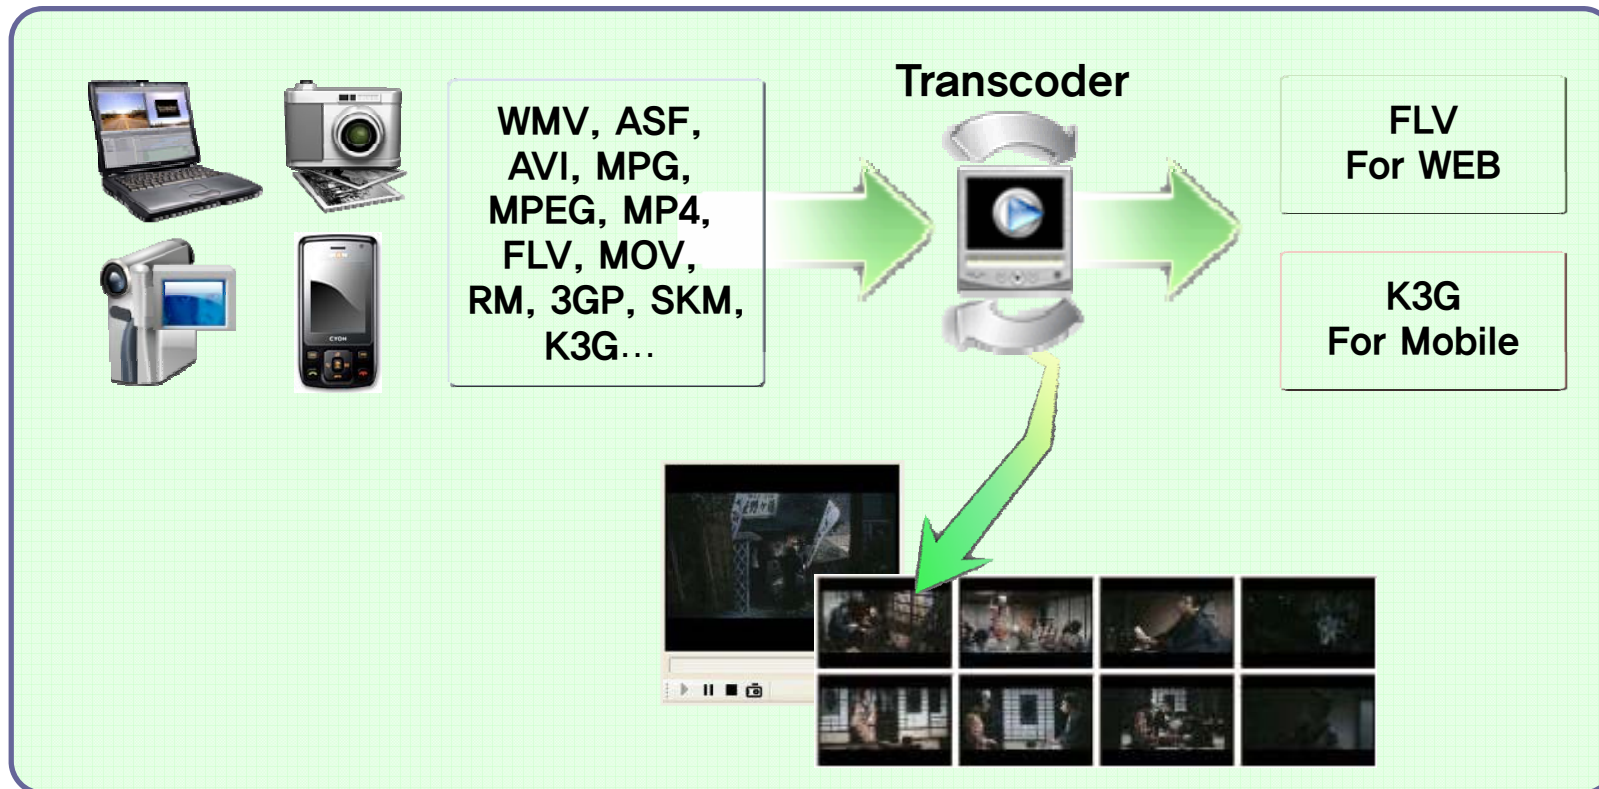 WMV, ASF,
AVI, MPG,
MPEG, MP4,
FLV, MOV,
RM, 3GP, SKM,
K3G…
Transcoder
FLV
For WEB
K3G
For Mobile
CYON